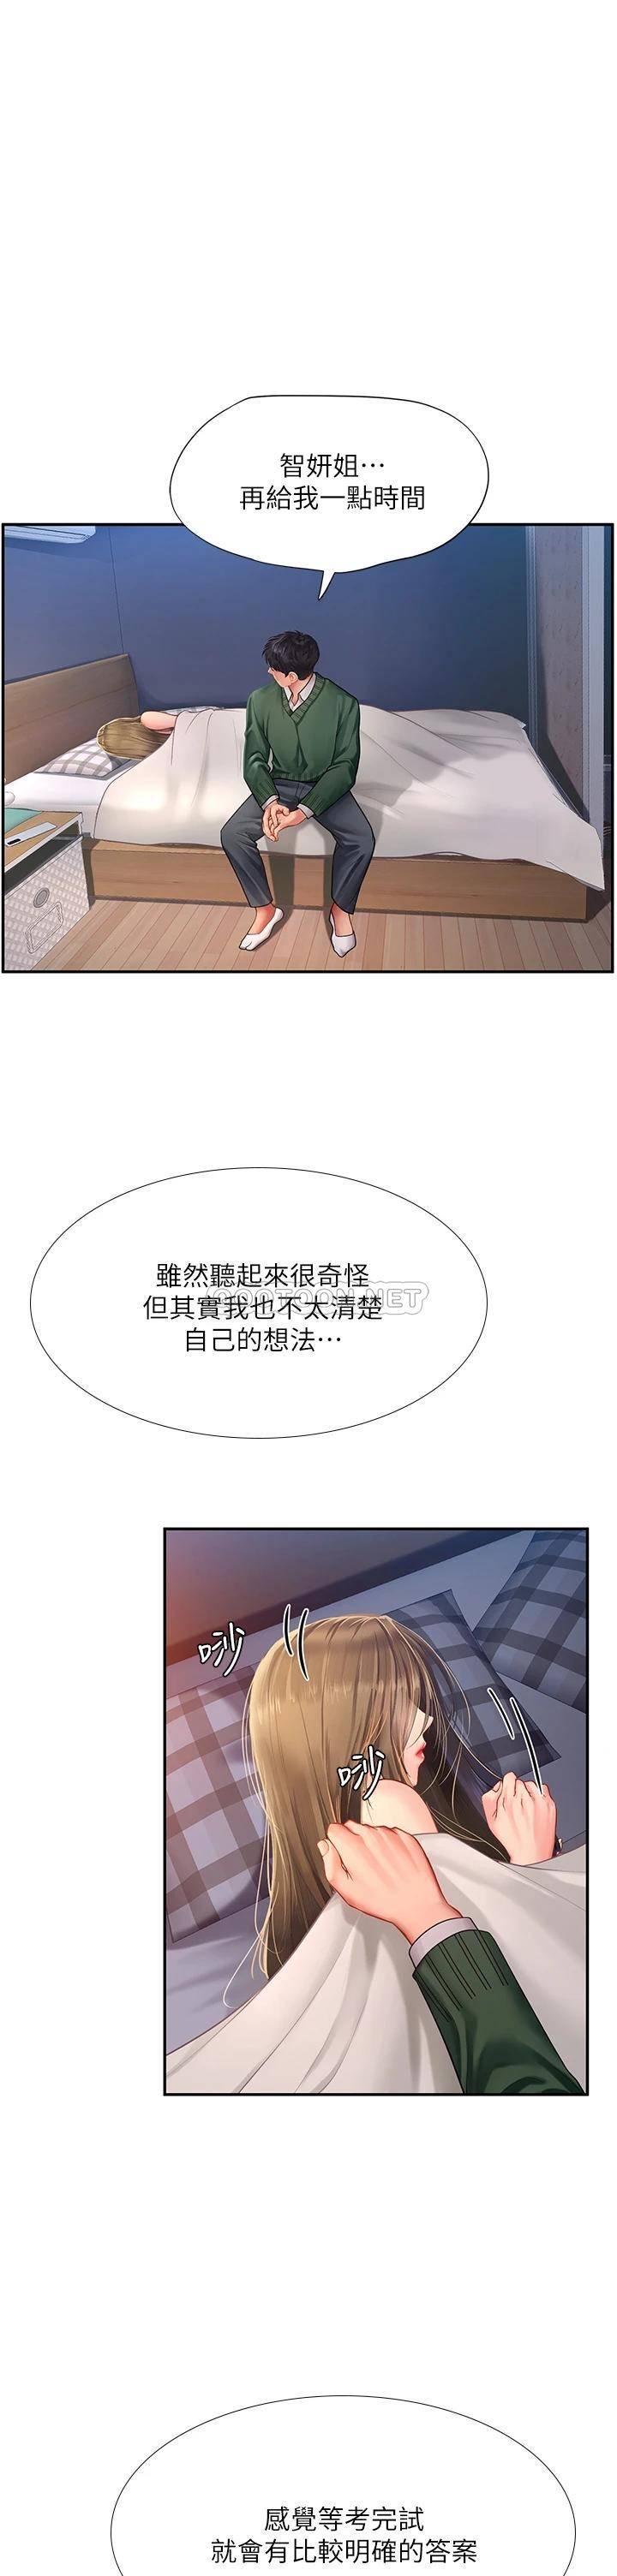 智妍姐…
再給我一點時間
雖然聽起來很奇怪
但其實我也不太清楚
自己的想法…
唦
唦
感覺等考完試
就會有比較明確的答案